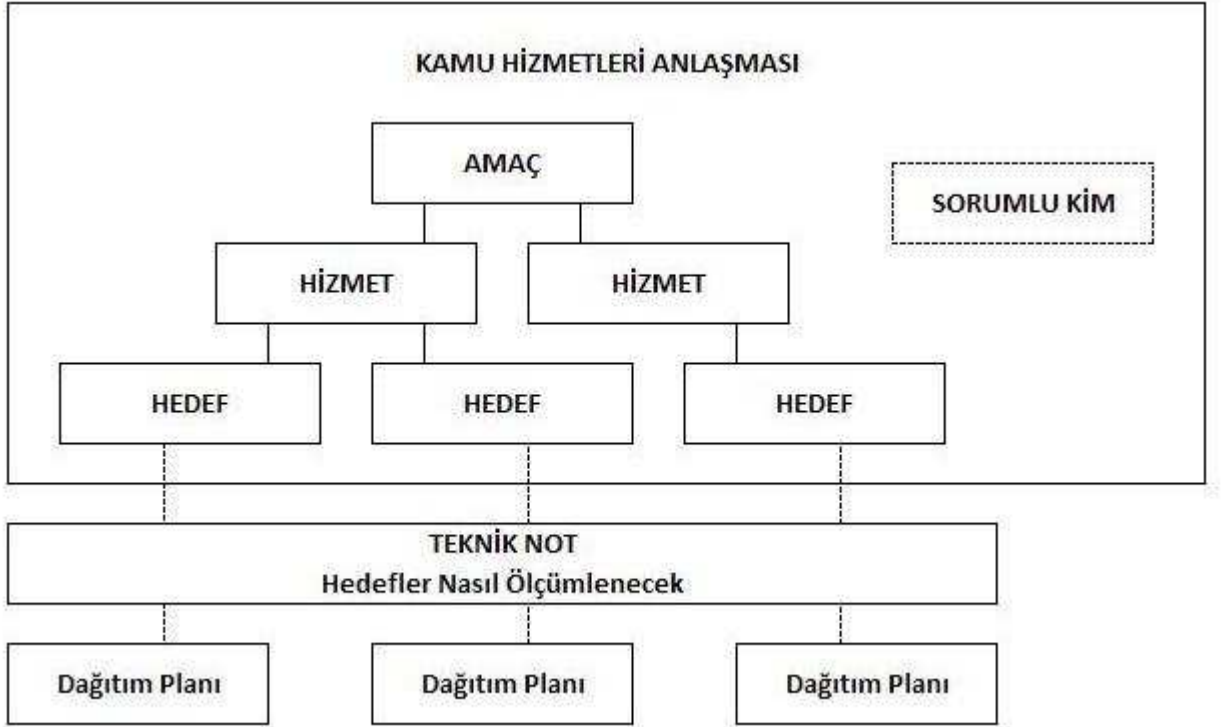 KAMU HİZMETLERİ ANLAŞMASI
AMAÇ
SORUMLU KİM
HİZMET
HİZMET
HEDEF
HEDEF
HEDEF
TEKNİK NOT
Hedefler Nasıl Ölçümlenecek
Dağıtım Planı
Dağıtım Planı
Dağıtım Planı